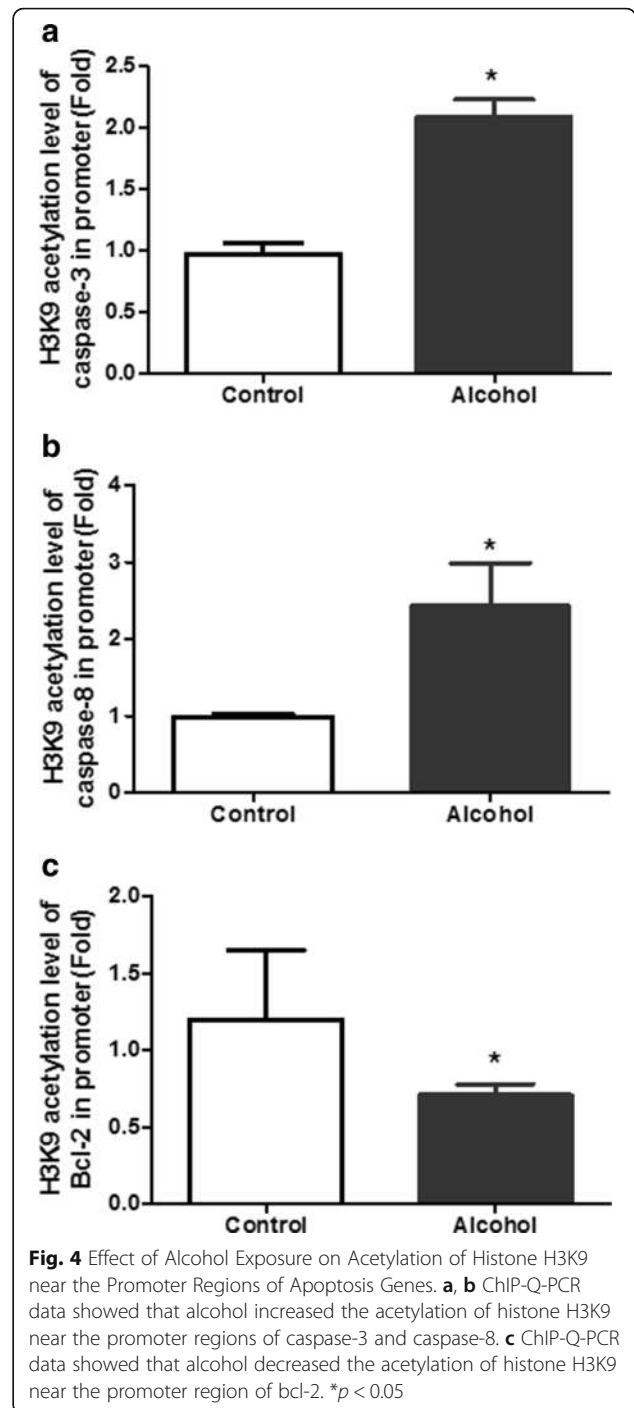 a
H3K9 acetylation level of
caspase-3 in promoter (Fold)
2.5
2.0
1.5
1.0
0.5
0.0
*
Control
Alcohol
b
H3K9 acetylation level of
caspase-8 in promoter (Fold)
4
3
2
1
0
*
Control
Alcohol
c
H3K9 acetylation level of
Bcl-2 in promoter (Fold)
2.0
1.5
1.0
0.5
0.0
*
Control
Alcohol
Fig. 4 Effect of Alcohol Exposure on Acetylation of Histone H3K9
near the Promoter Regions of Apoptosis Genes. a, b ChIP-Q-PCR
data showed that alcohol increased the acetylation of histone H3K9
near the promoter regions of caspase-3 and caspase-8. c ChIP-Q-PCR
data showed that alcohol decreased the acetylation of histone H3K9
near the promoter region of bcl-2. *p < 0.05